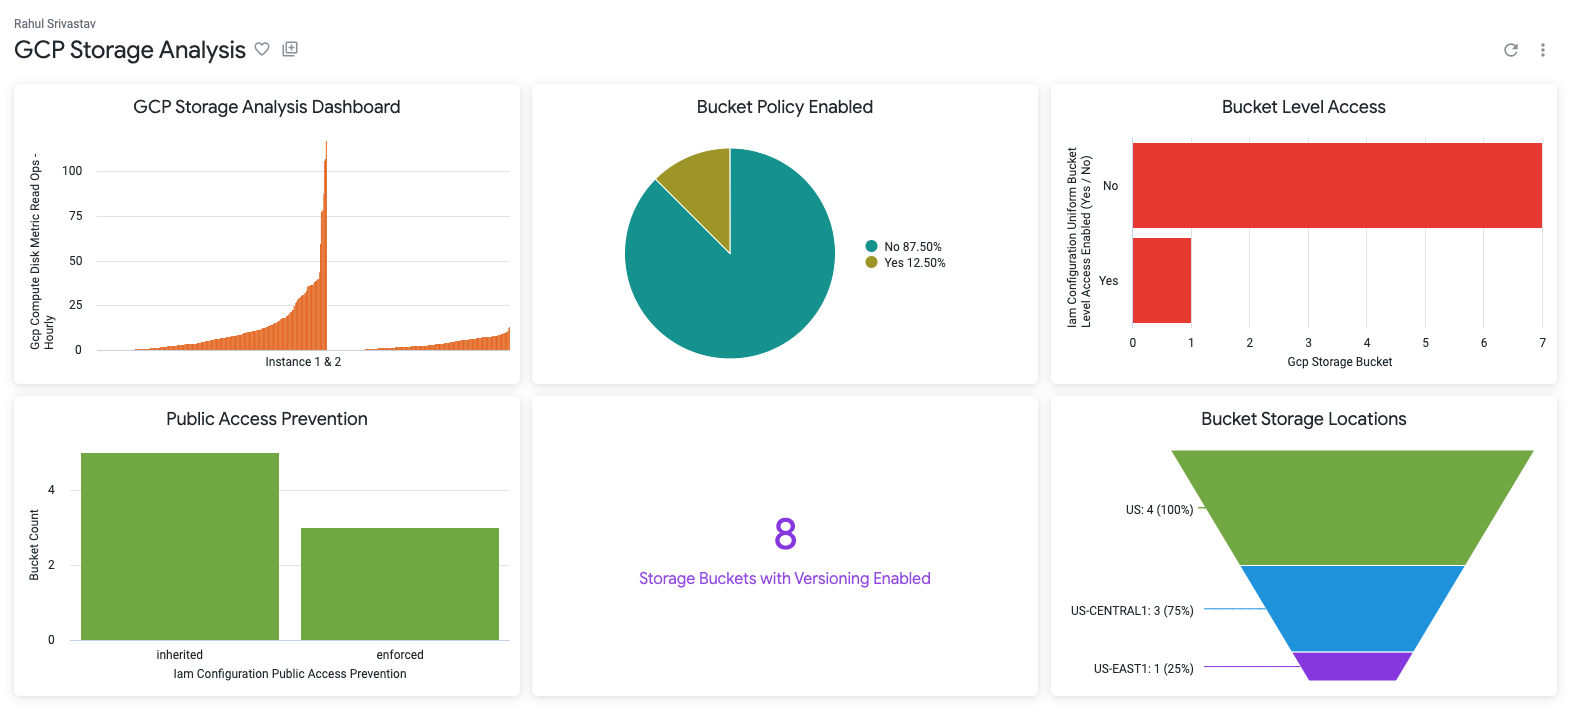 Rahul Srivastav
GCP Storage Analysis
GCP Storage Analysis Dashboard
Gcp Compute Disk Metric Read Ops -
Hourly
100
75
50
25
0
Instance 1 & 2
Bucket Policy Enabled
No 87.50%
Yes 12.50%
Bucket Level Access
Iam Configuration Uniform Bucket
Level Access Enabled (Yes / No)
No
Yes
0 1 2 3 4 5 6 7
Gcp Storage Bucket
Public Access Prevention
Bucket Count
4
2
0
inherited enforced
Iam Configuration Public Access Prevention
8
Storage Buckets with Versioning Enabled
Bucket Storage Locations
US: 4 (100%)
US-CENTRAL1: 3 (75%)
US-EAST1: 1 (25%)